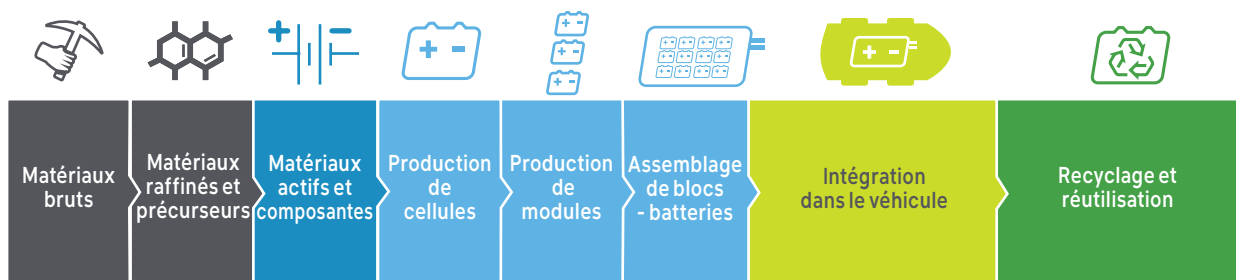 Matériaux
bruts
Matériaux
raffinés et
précurseurs
Matériaux
actifs et
composantes
Production
de
cellules
Production
de
modules
Assemblage
de blocs
- batteries
Intégration
dans le véhicule
Recyclage et
réutilisation